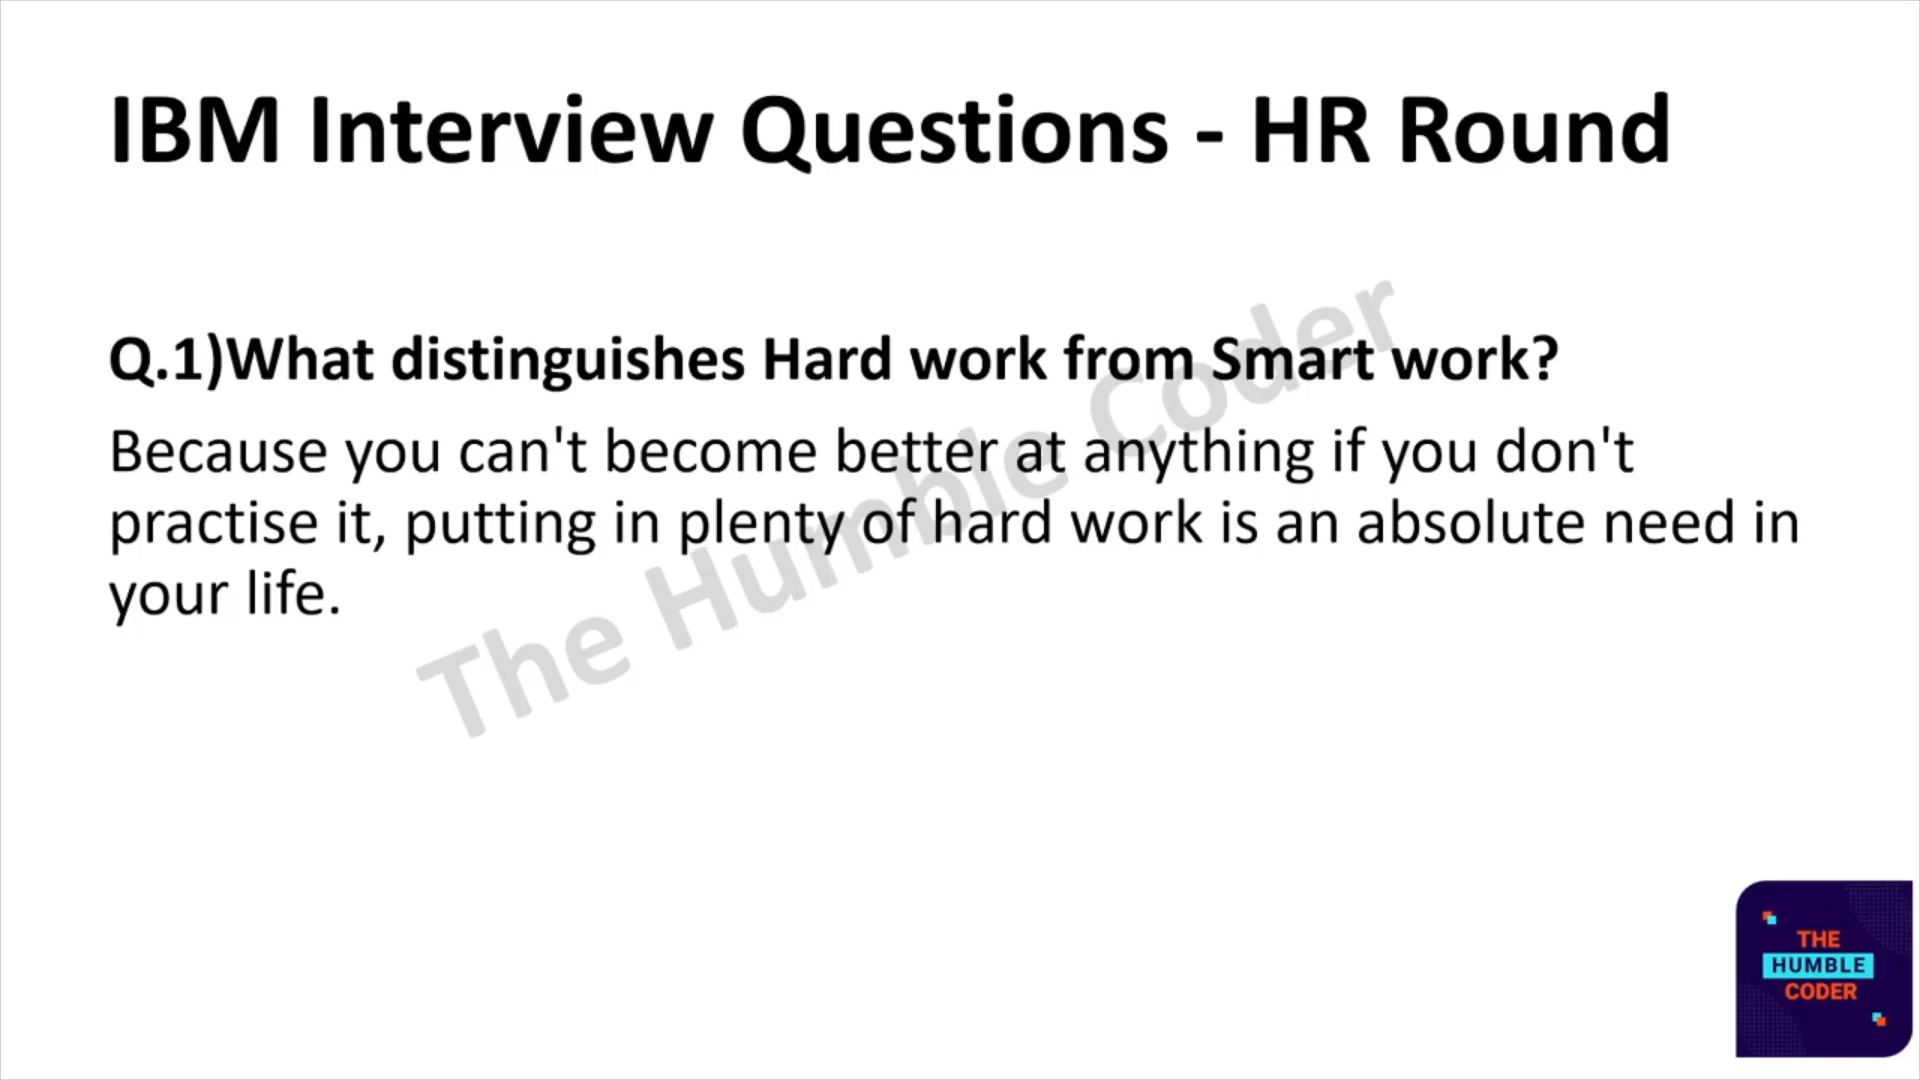 IBM Interview Questions - HR Round
Q.1)What distinguishes Hard work from Smart work?
Because you can't become better at anything if you don't
practise it, putting in plenty of hard work is an absolute need in
your life.
The Humble Coder
THE
HUMBLE
CODER